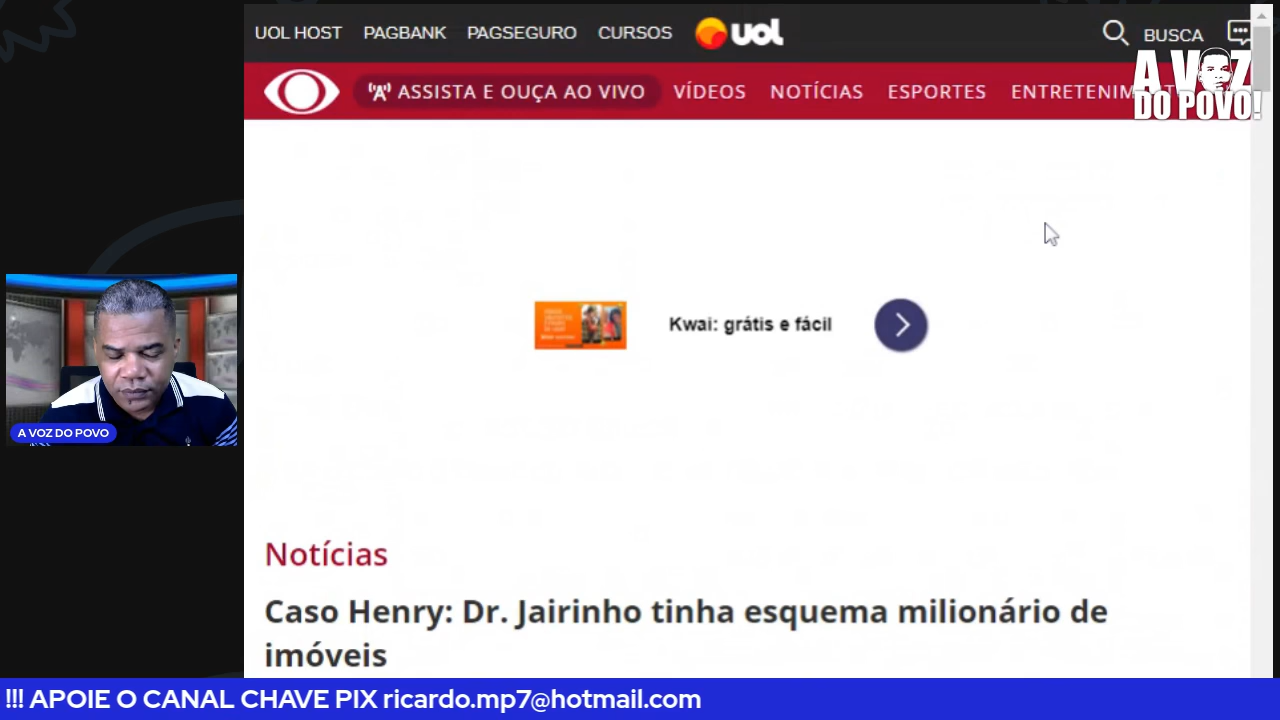 UOL HOST PAGBANK PAGSEGURO CURSOS UOL BUSCA
ASSISTA E OUÇA AO VIVO VÍDEOS NOTÍCIAS ESPORTES ENTRETENIM
A VOZ
DO POVO!
Kwai: grátis e fácil
A VOZ DO POVO
Notícias
Caso Henry: Dr. Jairinho tinha esquema milionário de
imóveis
!!! APOIE O CANAL CHAVE PIX ricardo.mp7@hotmail.com